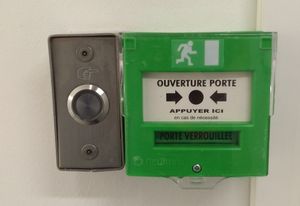 OUVERTURE PORTE
APPUYER ICI
en cas de nécessité
PORTE VERROUILLEE